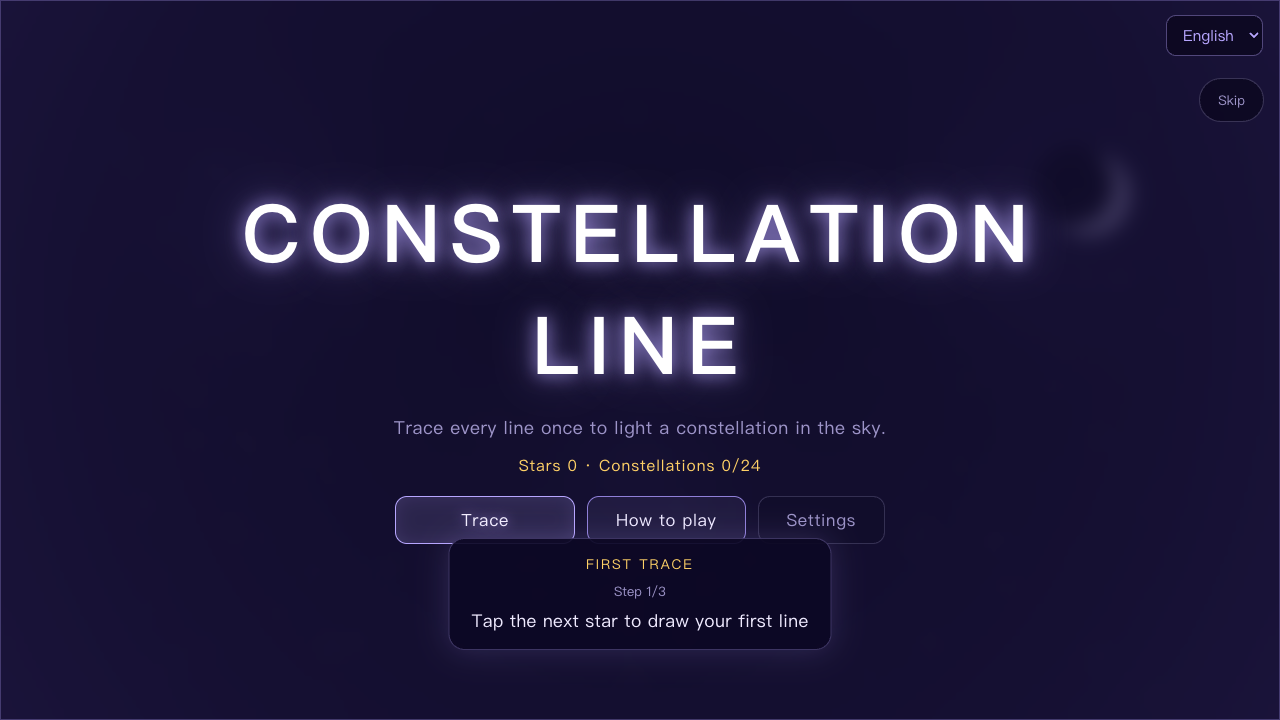 English
Skip
CONSTELLATION
LINE
Trace every line once to light a constellation in the sky.
Stars 0 · Constellations 0/24
Trace
How to play
Settings
FIRST TRACE
Step 1/3
Tap the next star to draw your first line